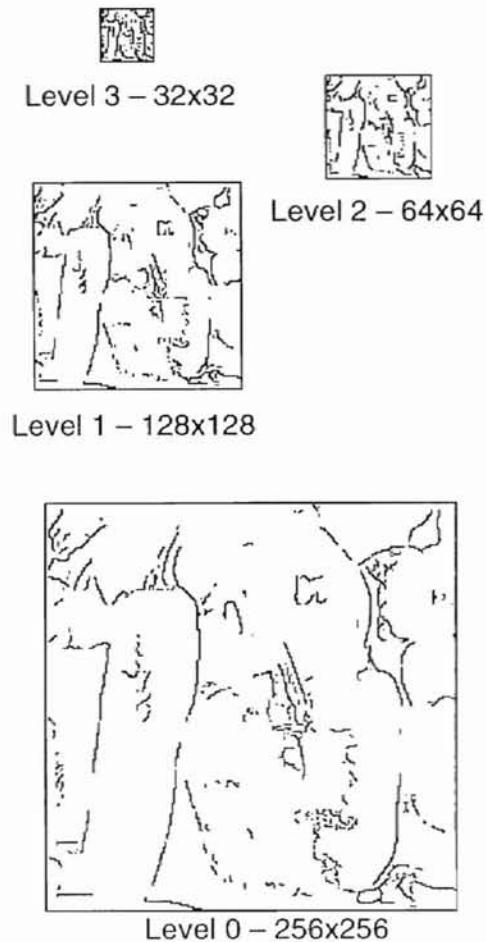 Level 3 – 32x32
Level 2 – 64x64
Level 1 – 128x128
Level 0 – 256x256